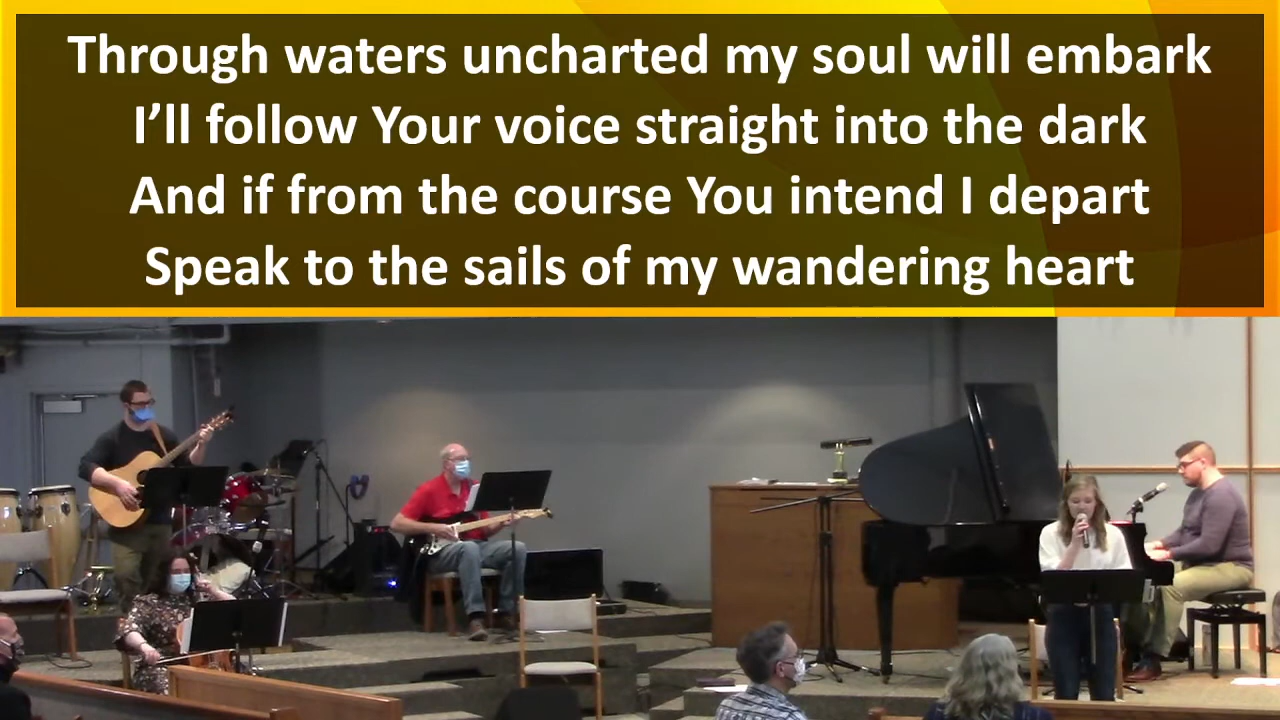 Through waters uncharted my soul will embark
I’ll follow Your voice straight into the dark
And if from the course You intend I depart
Speak to the sails of my wandering heart